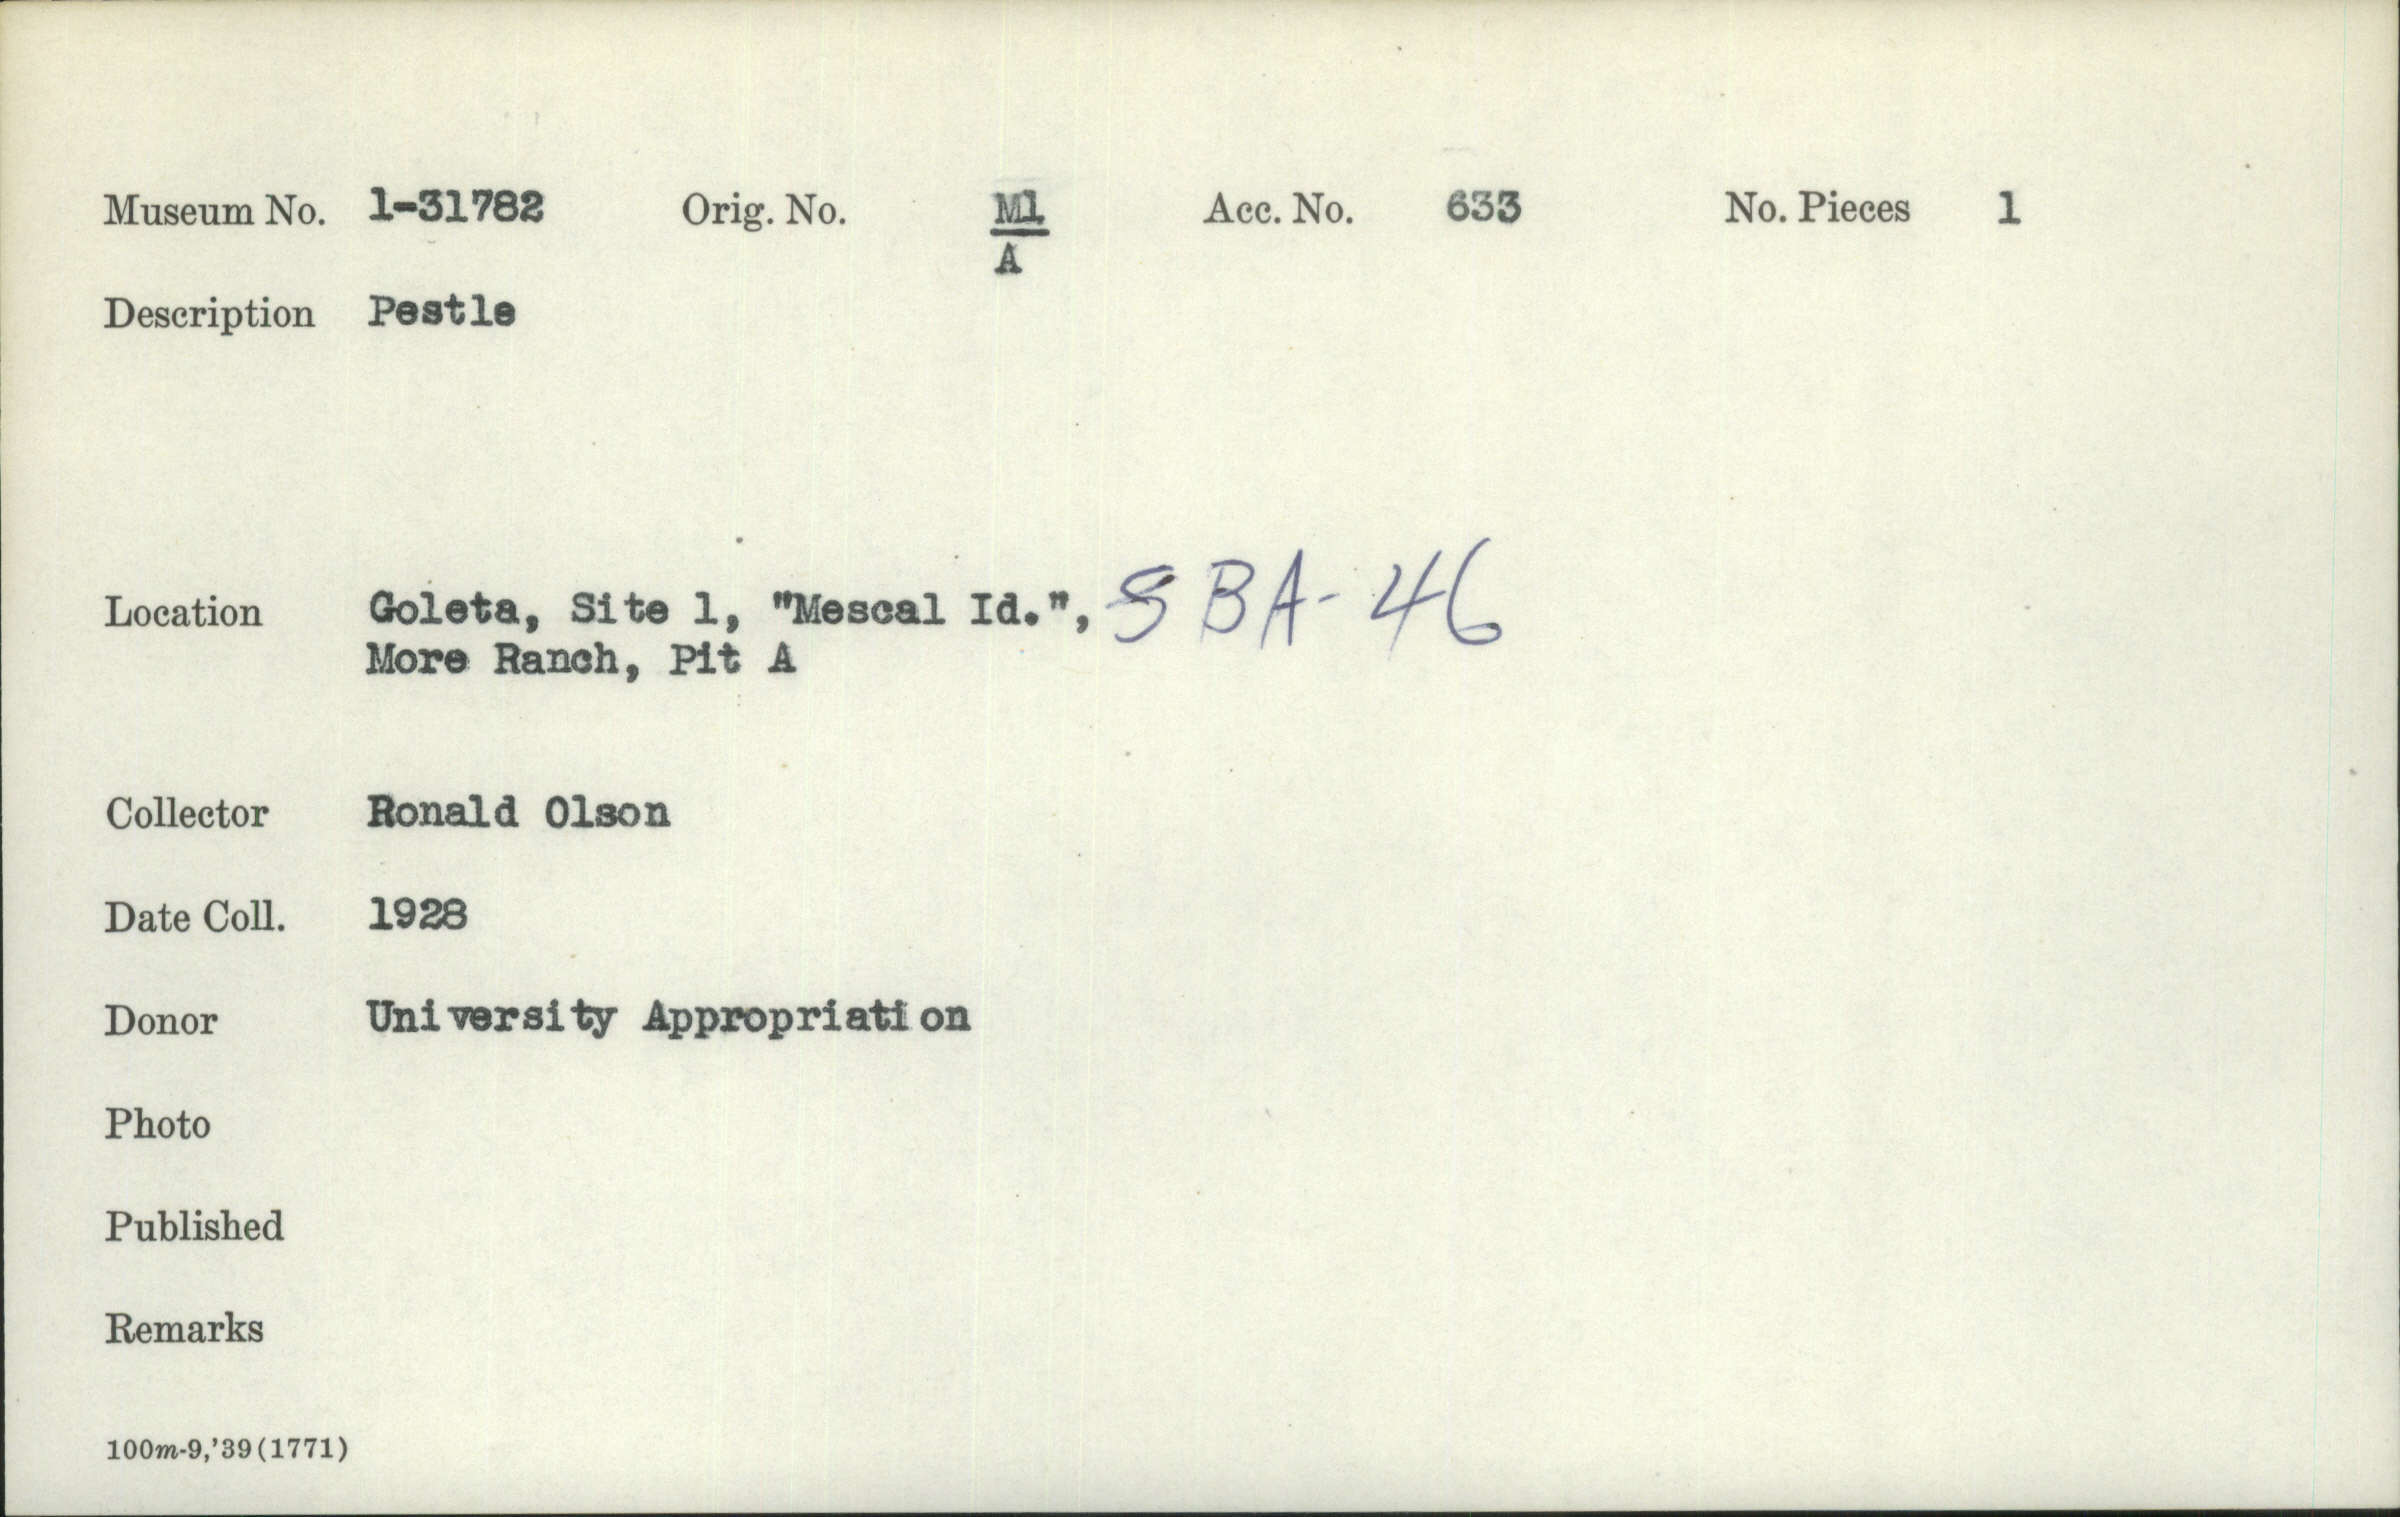 Museum No. 1-31782 Orig. No. M1 Acc. No. 633 No. Pieces 1
A
Description Pestle
Location Goleta, Site 1, "Mescal Id.", SBA-46
More Ranch, Pit A
Collector Ronald Olson
Date Coll. 1928
Donor University Appropriation
Photo
Published
Remarks
100m-9,'39(1771)